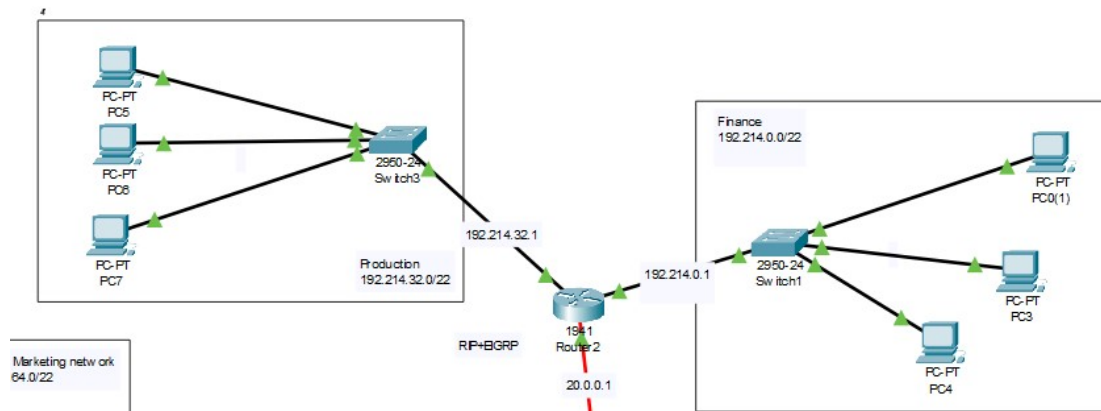 PC-PT
PC5
PC-PT
PC6
PC-PT
PC7
2950-24
Switch3
192.214.32.1
Production
192.214.32.0/22
Finance
192.214.0.0/22
PC-PT
PC0(1)
2950-24
Switch1
192.214.0.1
PC-PT
PC3
PC-PT
PC4
1941
Router2
RIP+EIGRP
20.0.0.1
Marketing network
64.0/22